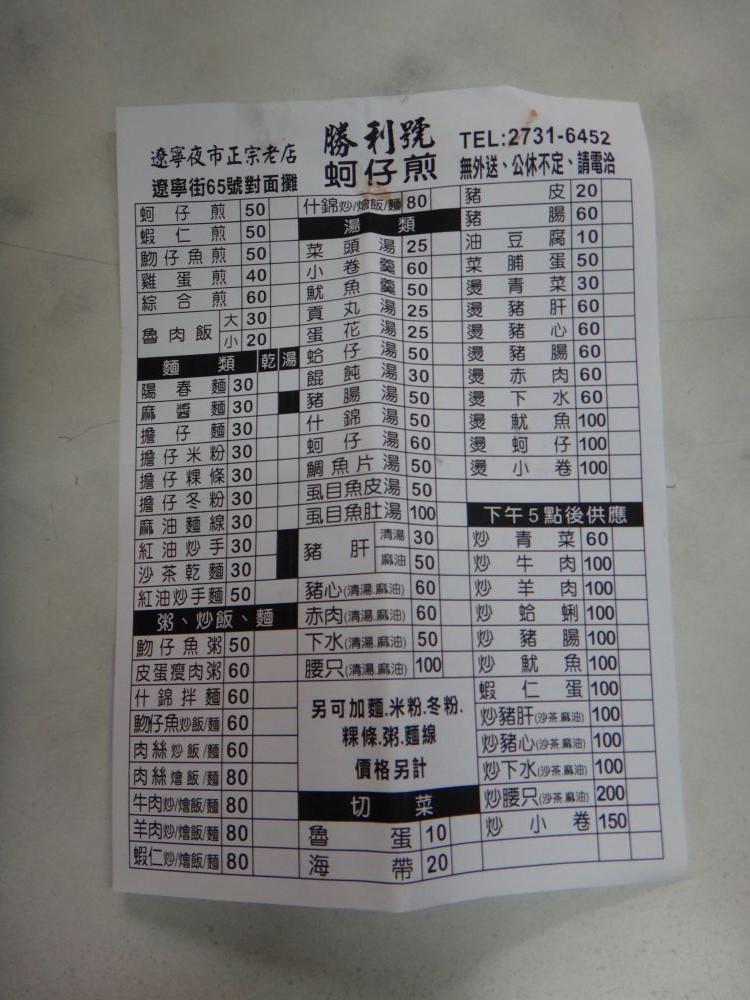 遼寧夜市正宗老店
遼寧街65號對面攤
勝利號
蚵仔煎
TEL:2731-6452
無外送、公休不定、請電洽
蚵仔煎 50
蝦仁煎 50
魩仔魚煎 50
雞蛋煎 40
綜合煎 60
魯肉飯 大 30
小 20
麵類 乾 湯
陽春麵 30
麻醬麵 30
擔仔麵 30
擔仔米粉 30
擔仔粿條 30
擔仔冬粉 30
麻油麵線 30
紅油炒手 30
沙茶乾麵 30
紅油炒手麵 50
粥、炒飯、麵
魩仔魚粥 50
皮蛋瘦肉粥 60
什錦拌麵 60
魩仔魚炒飯/麵 60
肉絲炒飯/麵 60
肉絲燴飯/麵 80
牛肉炒/燴飯/麵 80
羊肉炒/燴飯/麵 80
蝦仁炒/燴飯/麵 80
什錦炒/燴飯/麵 80
湯類
菜頭湯 25
小卷羹 60
魷魚羹 50
貢丸湯 25
蛋花湯 25
蛤仔湯 50
餛飩湯 30
豬腸湯 50
什錦湯 50
蚵仔湯 60
鯛魚片湯 50
虱目魚皮湯 50
虱目魚肚湯 100
豬肝 清湯 30
麻油 50
豬心(清湯.麻油) 60
赤肉(清湯.麻油) 60
下水(清湯.麻油) 50
腰只(清湯.麻油) 100
另可加麵.米粉.冬粉.
粿條.粥.麵線
價格另計
切菜
魯蛋 10
海帶 20
豬皮 20
豬腸 60
油豆腐 10
菜脯蛋 50
燙青菜 30
燙豬肝 60
燙豬心 60
燙豬腸 60
燙赤肉 60
燙下水 60
燙魷魚 100
燙蚵仔 100
燙小卷 100
下午5點後供應
炒青菜 60
炒牛肉 100
炒羊肉 100
炒蛤蜊 100
炒豬腸 100
炒魷魚 100
蝦仁蛋 100
炒豬肝(沙茶.麻油) 100
炒豬心(沙茶.麻油) 100
炒下水(沙茶.麻油) 100
炒腰只(沙茶.麻油) 200
炒小卷 150